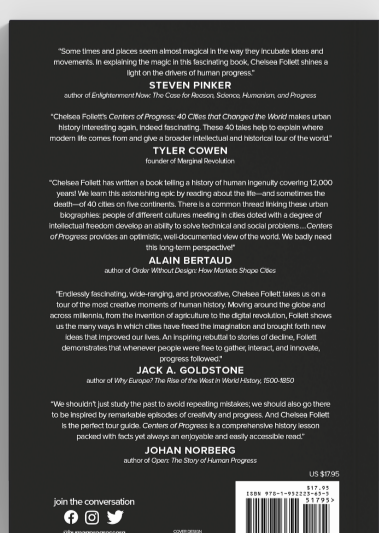 “Some times and places seem almost magical in the way they incubate ideas and
movements. In explaining the magic in this fascinating book, Chelsea Follett shines a
light on the drivers of human progress.”
STEVEN PINKER
author of Enlightenment Now: The Case for Reason, Science, Humanism, and Progress
“Chelsea Follett’s Centers of Progress: 40 Cities that Changed the World makes urban
history interesting again, indeed fascinating. These 40 tales help to explain where
modern life comes from and give a broader intellectual and historical tour of the world.”
TYLER COWEN
founder of Marginal Revolution
“Chelsea Follett has written a book telling a history of human ingenuity covering 12,000
years! We learn this astonishing epic by reading about the life—and sometimes the
death—of 40 cities on five continents. There is a common thread linking these urban
biographies: people of different cultures meeting in cities doted with a degree of
intellectual freedom develop an ability to solve technical and social problems . . . Centers
of Progress provides an optimistic, well-documented view of the world. We badly need
this long-term perspective!”
ALAIN BERTAUD
author of Order Without Design: How Markets Shape Cities
“Endlessly fascinating, wide-ranging, and provocative, Chelsea Follett takes us on a
tour of the most creative moments of human history. Moving around the globe and
across millennia, from the invention of agriculture to the digital revolution, Follett shows
us the many ways in which cities have freed the imagination and brought forth new
ideas that improved our lives. An inspiring rebuttal to stories of decline, Follett
demonstrates that whenever people were free to gather, interact, and innovate,
progress followed.”
JACK A. GOLDSTONE
author of Why Europe? The Rise of the West in World History, 1500-1850
“We shouldn’t just study the past to avoid repeating mistakes; we should also go there
to be inspired by remarkable episodes of creativity and progress. And Chelsea Follett
is the perfect tour guide. Centers of Progress is a comprehensive history lesson
packed with facts yet always an enjoyable and easily accessible read.”
JOHAN NORBERG
author of Open: The Story of Human Progress
US $17.95
$17.95
ISBN 978-1-952223-65-5
51795>
join the conversation
COVER DESIGN